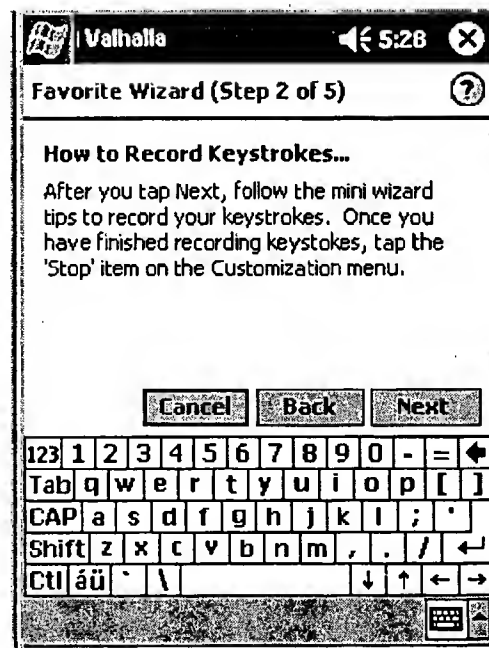 Valhalla 5:28
Favorite Wizard (Step 2 of 5) ?
How to Record Keystrokes...
After you tap Next, follow the mini wizard
tips to record your keystrokes. Once you
have finished recording keystokes, tap the
'Stop' item on the Customization menu.
Cancel Back Next
123 1 2 3 4 5 6 7 8 9 0 - =
Tab q w e r t y u i o p [ ]
CAP a s d f g h j k l ; '
Shift z x c v b n m , . /
Ctl áü ` \